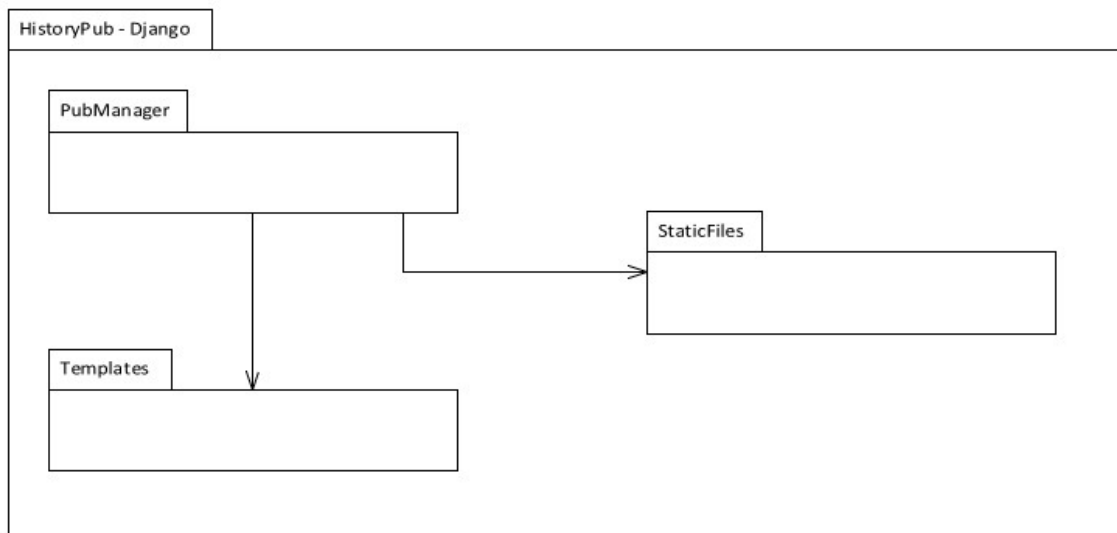 HistoryPub - Django
PubManager
StaticFiles
Templates